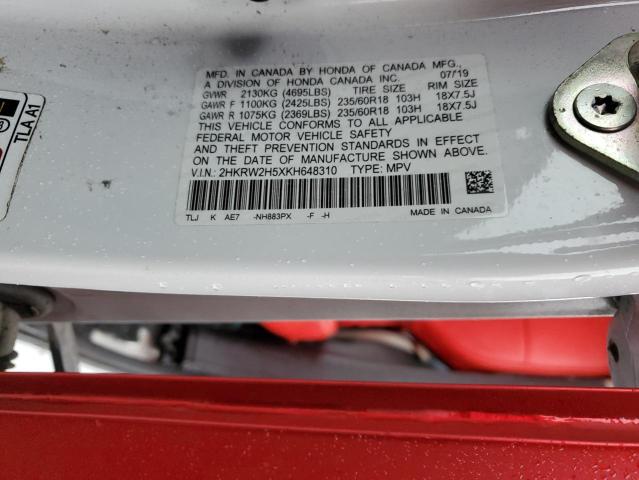 MFD. IN CANADA BY HONDA OF CANADA MFG.,
A DIVISION OF HONDA CANADA INC. 07/19
GVWR 2130KG (4695LBS) TIRE SIZE RIM SIZE
GAWR F 1100KG (2425LBS) 235/60R18 103H 18X7.5J
GAWR R 1075KG (2369LBS) 235/60R18 103H 18X7.5J
THIS VEHICLE CONFORMS TO ALL APPLICABLE
FEDERAL MOTOR VEHICLE SAFETY
AND THEFT PREVENTION STANDARDS IN EFFECT
ON THE DATE OF MANUFACTURE SHOWN ABOVE.
V.I.N.: 2HKRW2H5XKH648310 TYPE: MPV
TLJ K AE7 -NH883PX -F -H MADE IN CANADA
TLA A1